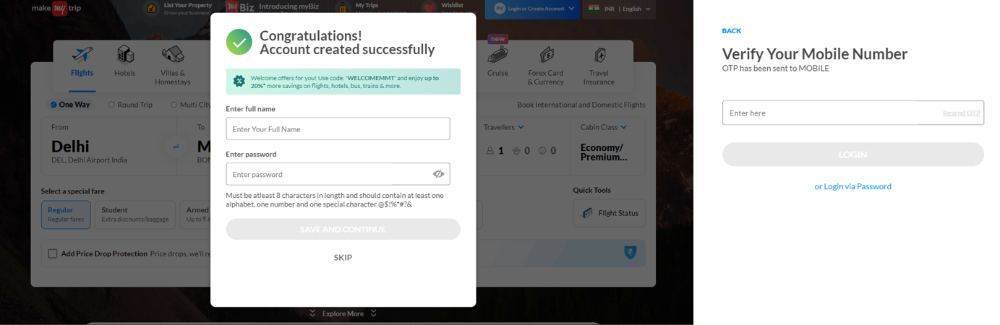 make my trip
List Your Property
Grow your business!
Introducing myBiz
My Trips
Wishlist
my Login or Create Account
INR | English
Congratulations!
Account created successfully
Welcome offers for you! Use code: 'WELCOMEMMT' and enjoy up to
20%* more savings on flights, hotels, bus, trains & more.
Enter full name
Enter Your Full Name
Enter password
Enter password
Must be atleast 8 characters in length and should contain at least one
alphabet, one number and one special character @$!%*#?&
SAVE AND CONTINUE
SKIP
Flights
Hotels
Villas &
Homestays
new
Cruise
Forex Card
& Currency
Travel
Insurance
One Way
Round Trip
Multi City
Book International and Domestic Flights
From
Delhi
DEL, Delhi Airport India
To
M
BOM
Travellers
1 0 0
Cabin Class
Economy/
Premium...
Select a special fare
Regular
Regular fares
Student
Extra discounts/baggage
Armed
Up to ₹ 6
Quick Tools
Flight Status
Add Price Drop Protection Price drops, we'll re
Explore More
BACK
Verify Your Mobile Number
OTP has been sent to MOBILE
Enter here
Resend OTP
LOGIN
or Login via Password